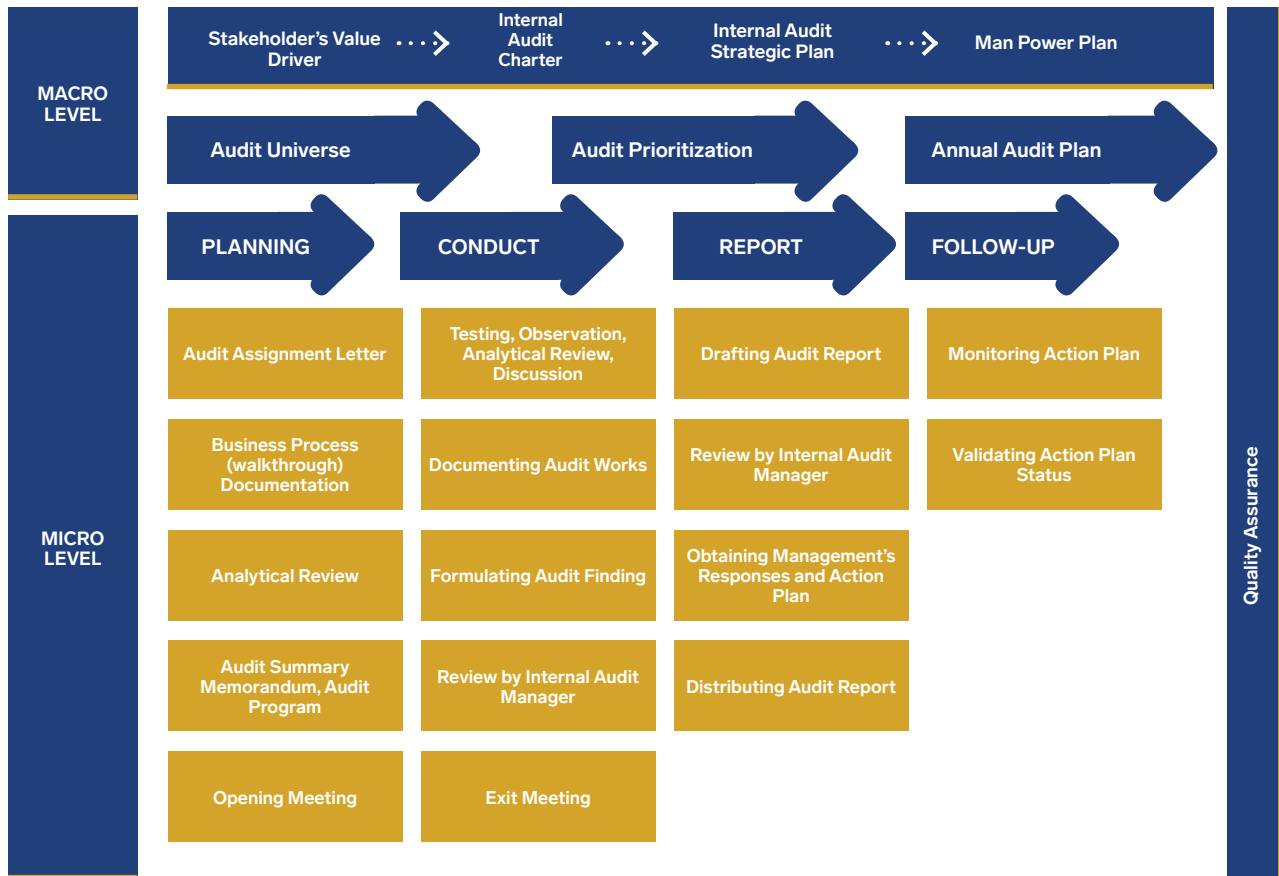 MACRO
LEVEL
Stakeholder’s Value
Driver
Internal
Audit
Charter
Internal Audit
Strategic Plan
Man Power Plan
Audit Universe
Audit Prioritization
Annual Audit Plan
MICRO
LEVEL
PLANNING
CONDUCT
REPORT
FOLLOW-UP
Audit Assignment Letter
Testing, Observation,
Analytical Review,
Discussion
Drafting Audit Report
Monitoring Action Plan
Business Process
(walkthrough)
Documentation
Documenting Audit Works
Review by Internal Audit
Manager
Validating Action Plan
Status
Analytical Review
Formulating Audit Finding
Obtaining Management’s
Responses and Action
Plan
Audit Summary
Memorandum, Audit
Program
Review by Internal Audit
Manager
Distributing Audit Report
Opening Meeting
Exit Meeting
Quality Assurance